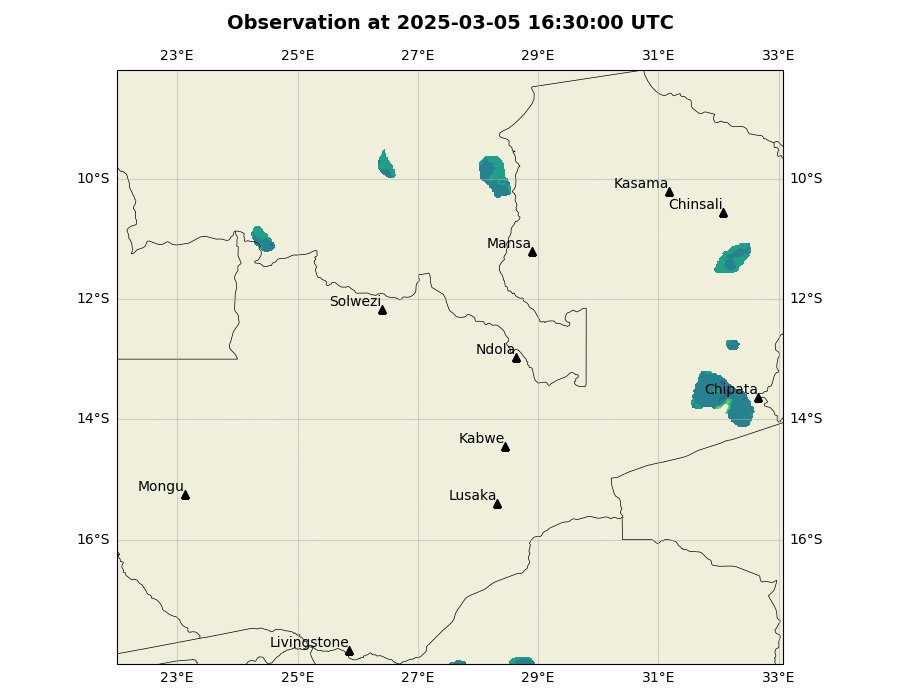 Observation at 2025-03-05 16:30:00 UTC
23°E 25°E 27°E 29°E 31°E 33°E
10°S 10°S
Kasama
Chinsali
Mansa
12°S 12°S
Solwezi
Ndola
Chipata
14°S 14°S
Kabwe
Mongu
Lusaka
16°S 16°S
Livingstone
23°E 25°E 27°E 29°E 31°E 33°E